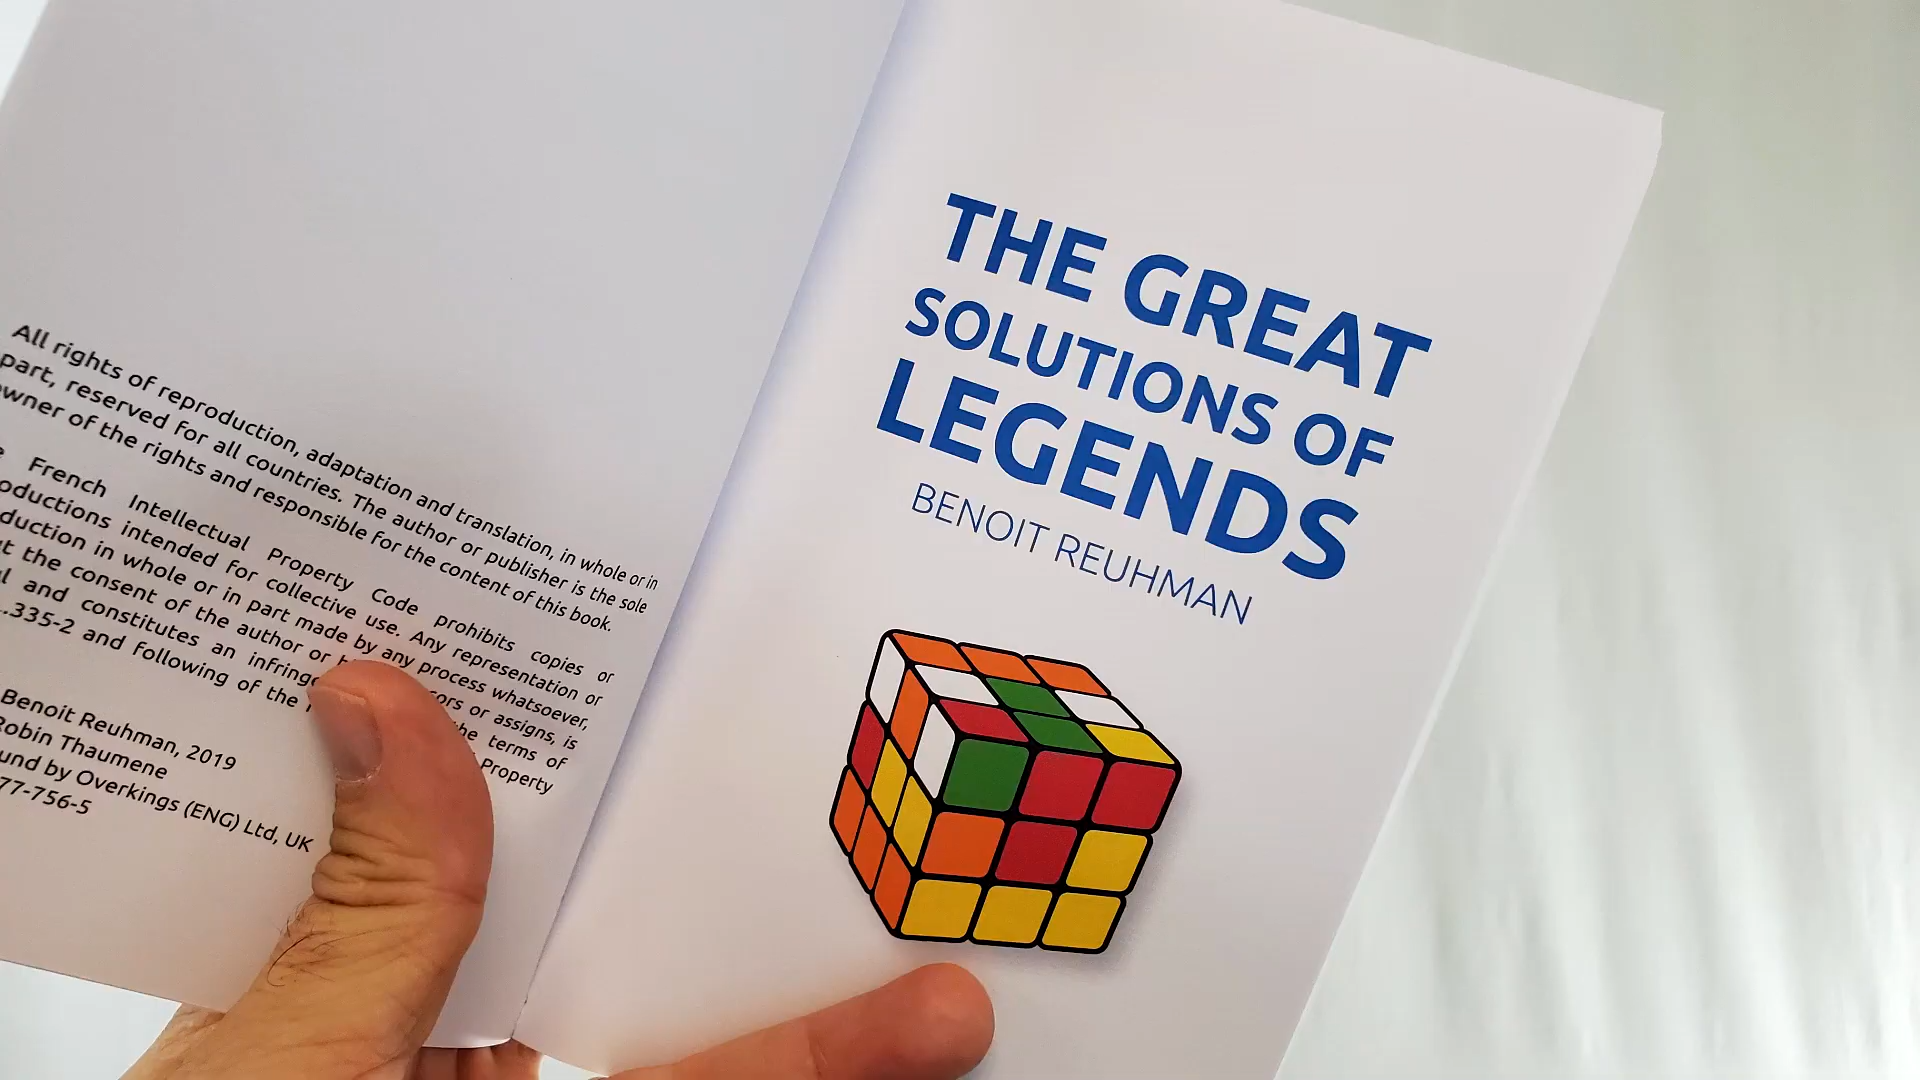 All rights of reproduction, adaptation and translation, in whole or in
part, reserved for all countries. The author or publisher is the sole
owner of the rights and responsible for the content of this book.
French Intellectual Property Code prohibits copies or
oductions intended for collective use. Any representation or
duction in whole or in part made by any process whatsoever,
t the consent of the author or h ors or assigns, is
l and constitutes an infringe he terms of
.335-2 and following of the Property
Benoit Reuhman, 2019
Robin Thaumene
und by Overkings (ENG) Ltd, UK
77-756-5
THE GREAT
SOLUTIONS OF
LEGENDS
BENOIT REUHMAN